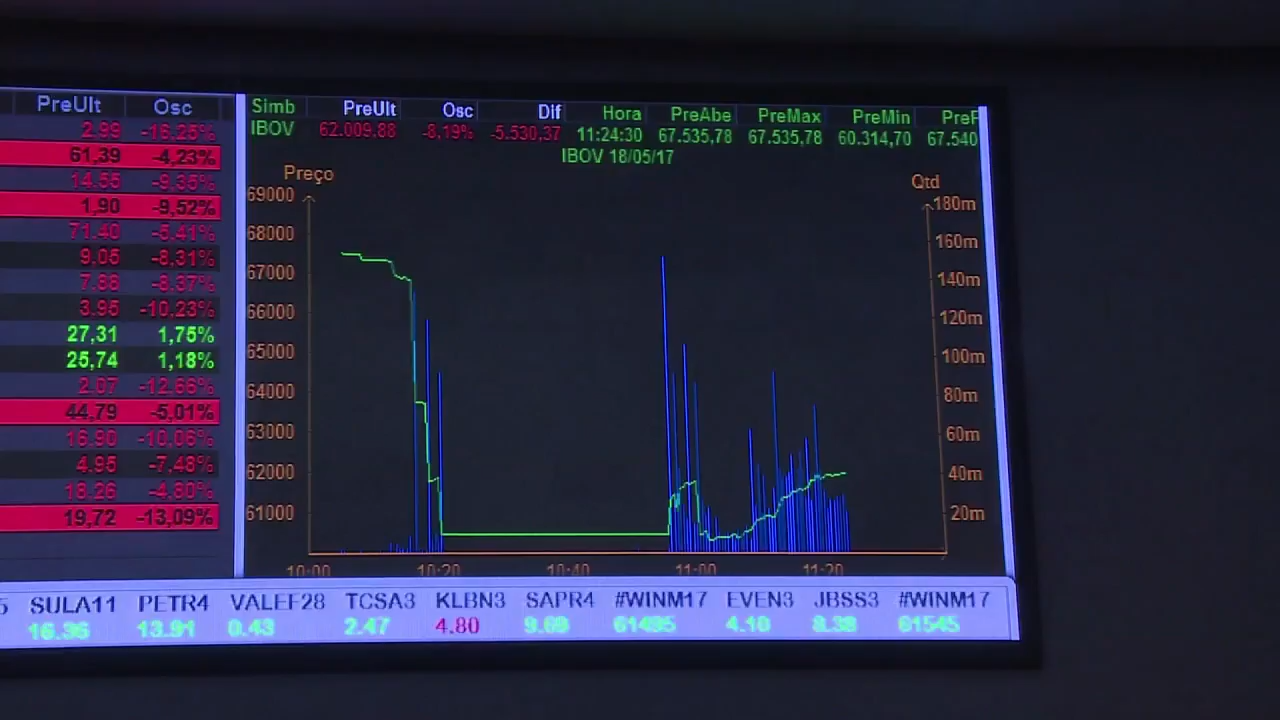 PreUlt Osc
2.99 -16.25%
61,39 -4,23%
14.55 -9,35%
1,90 -9,52%
71.40 -5.41%
9,05 -8,31%
7.88 -8.37%
3.95 -10,23%
27,31 1,75%
25,74 1,18%
2.07 -12.66%
44,79 -5,01%
16.90 -10,06%
4.95 -7,48%
18,26 -4.80%
19,72 -13,09%
Simb PreUlt Osc Dif Hora PreAbe PreMax PreMin PreF
IBOV 62.009,88 -8,19% -5.530,37 11:24:30 67.535,78 67.535,78 60.314,70 67.540
IBOV 18/05/17
Preço Qtd
69000
68000
67000
66000
65000
64000
63000
62000
61000
180m
160m
140m
120m
100m
80m
60m
40m
20m
10:00 10:20 10:40 11:00 11:20
5 SULA11 PETR4 VALEF28 TCSA3 KLBN3 SAPR4 #WINM17 EVEN3 JBSS3 #WINM17
16.36 13.91 0.43 2.47 4.80 9.69 61495 4.10 8.38 61545